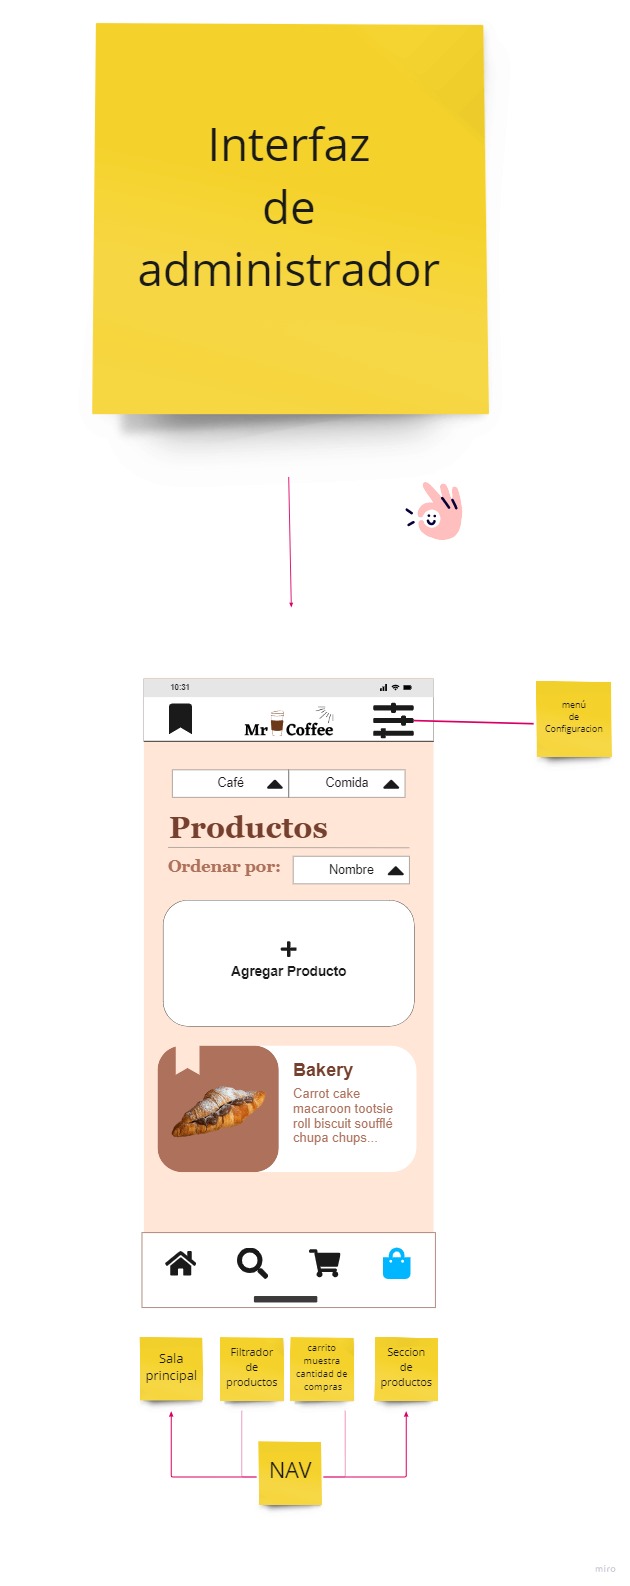 Interfaz
de
administrador
10:31
Mr Coffee
menú
de
Configuracion
Café
Comida
Productos
Ordenar por:
Nombre
+
Agregar Producto
Bakery
Carrot cake
macaroon tootsie
roll biscuit soufflé
chupa chups...
Sala
principal
Filtrador
de
productos
carrito
muestra
cantidad de
compras
Seccion
de
productos
NAV
miro